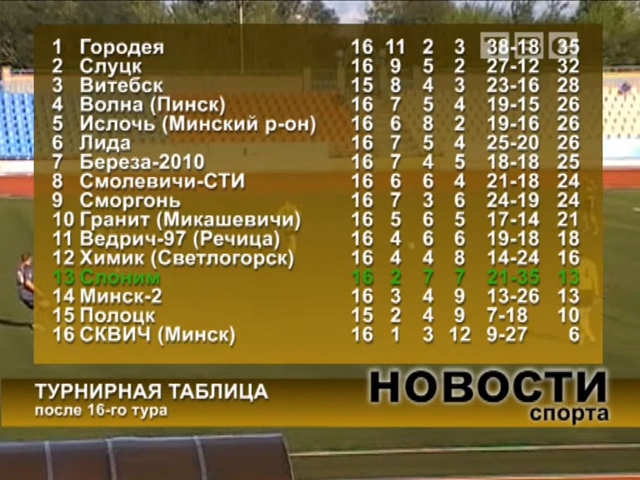 1 Городея 16 11 2 3 38-18 35
2 Слуцк 16 9 5 2 27-12 32
3 Витебск 15 8 4 3 23-16 28
4 Волна (Пинск) 16 7 5 4 19-15 26
5 Ислочь (Минский р-он) 16 6 8 2 19-16 26
6 Лида 16 7 5 4 25-20 26
7 Береза-2010 16 7 4 5 18-18 25
8 Смолевичи-СТИ 16 6 6 4 21-18 24
9 Сморгонь 16 7 3 6 24-19 24
10 Гранит (Микашевичи) 16 5 6 5 17-14 21
11 Ведрич-97 (Речица) 16 4 6 6 19-18 18
12 Химик (Светлогорск) 16 4 4 8 14-24 16
13 Слоним 16 2 7 7 21-35 13
14 Минск-2 16 3 4 9 13-26 13
15 Полоцк 15 2 4 9 7-18 10
16 СКВИЧ (Минск) 16 1 3 12 9-27 6
ТУРНИРНАЯ ТАБЛИЦА
после 16-го тура
НОВОСТИ
спорта